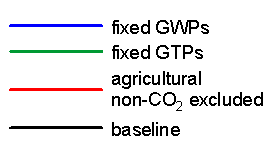 fixed GWPs
fixed GTPs
agricultural
non-CO₂ excluded
baseline